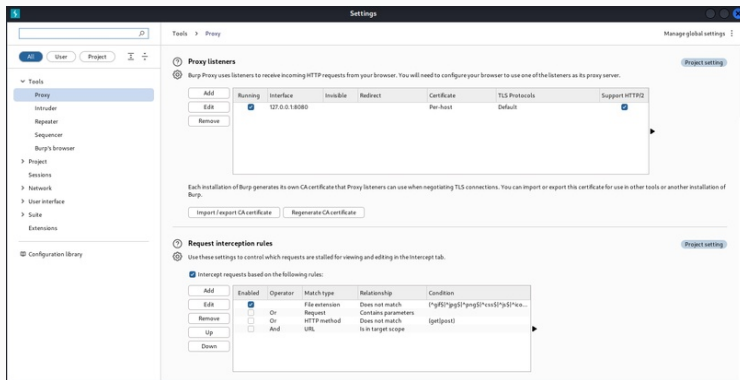 Settings
All User Project
Tools
Proxy
Intruder
Repeater
Sequencer
Burp's browser
Project
Sessions
Network
User interface
Suite
Extensions
Configuration library
Tools > Proxy
Manage global settings
Proxy listeners
Project setting
Burp Proxy uses listeners to receive incoming HTTP requests from your browser. You will need to configure your browser to use one of the listeners as its proxy server.
Add
Edit
Remove
Running Interface Invisible Redirect Certificate TLS Protocols Support HTTP/2
127.0.0.1:8080 Per-host Default
Each installation of Burp generates its own CA certificate that Proxy listeners can use when negotiating TLS connections. You can import or export this certificate for use in other tools or another installation of
Burp.
Import / export CA certificate Regenerate CA certificate
Request interception rules
Project setting
Use these settings to control which requests are stalled for viewing and editing in the Intercept tab.
Intercept requests based on the following rules:
Add
Edit
Remove
Up
Down
Enabled Operator Match type Relationship Condition
File extension Does not match (^gif$|^jpg$|^png$|^css$|^js$|^ico...
Or Request Contains parameters
Or HTTP method Does not match (get|post)
And URL Is in target scope